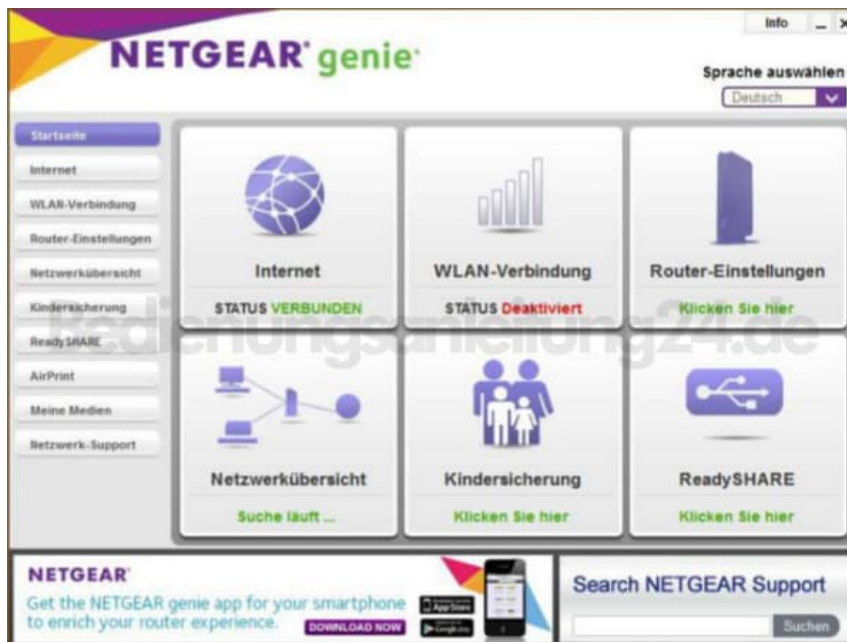 Info
NETGEAR genie
Sprache auswählen
Deutsch
Startseite
Internet
WLAN-Verbindung
Router-Einstellungen
Netzwerkübersicht
Kindersicherung
ReadySHARE
AirPrint
Meine Medien
Netzwerk-Support
Internet
STATUS VERBUNDEN
WLAN-Verbindung
STATUS Deaktiviert
Router-Einstellungen
Klicken Sie hier
Bedienungsanleitung24.de
Netzwerkübersicht
Suche läuft ...
Kindersicherung
Klicken Sie hier
ReadySHARE
Klicken Sie hier
NETGEAR
Get the NETGEAR genie app for your smartphone
to enrich your router experience.
DOWNLOAD NOW
App Store
Search NETGEAR Support
Suchen